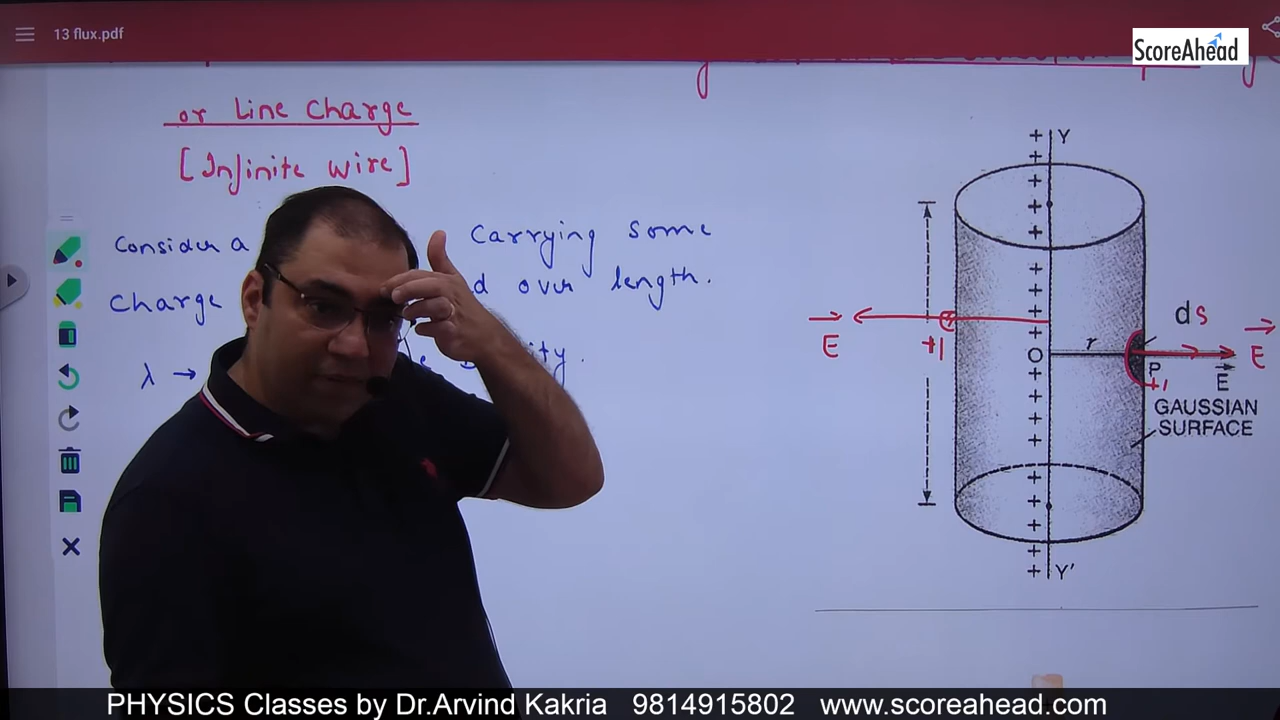 13 flux.pdf
ScoreAhead
or Line Charge
[Infinite wire]
Consider a carrying some
charge over length.
λ →
+ Y
O
r
ds
E
E
+1
P
+1
E
GAUSSIAN
SURFACE
+ Y'
PHYSICS Classes by Dr.Arvind Kakria 9814915802 www.scoreahead.com